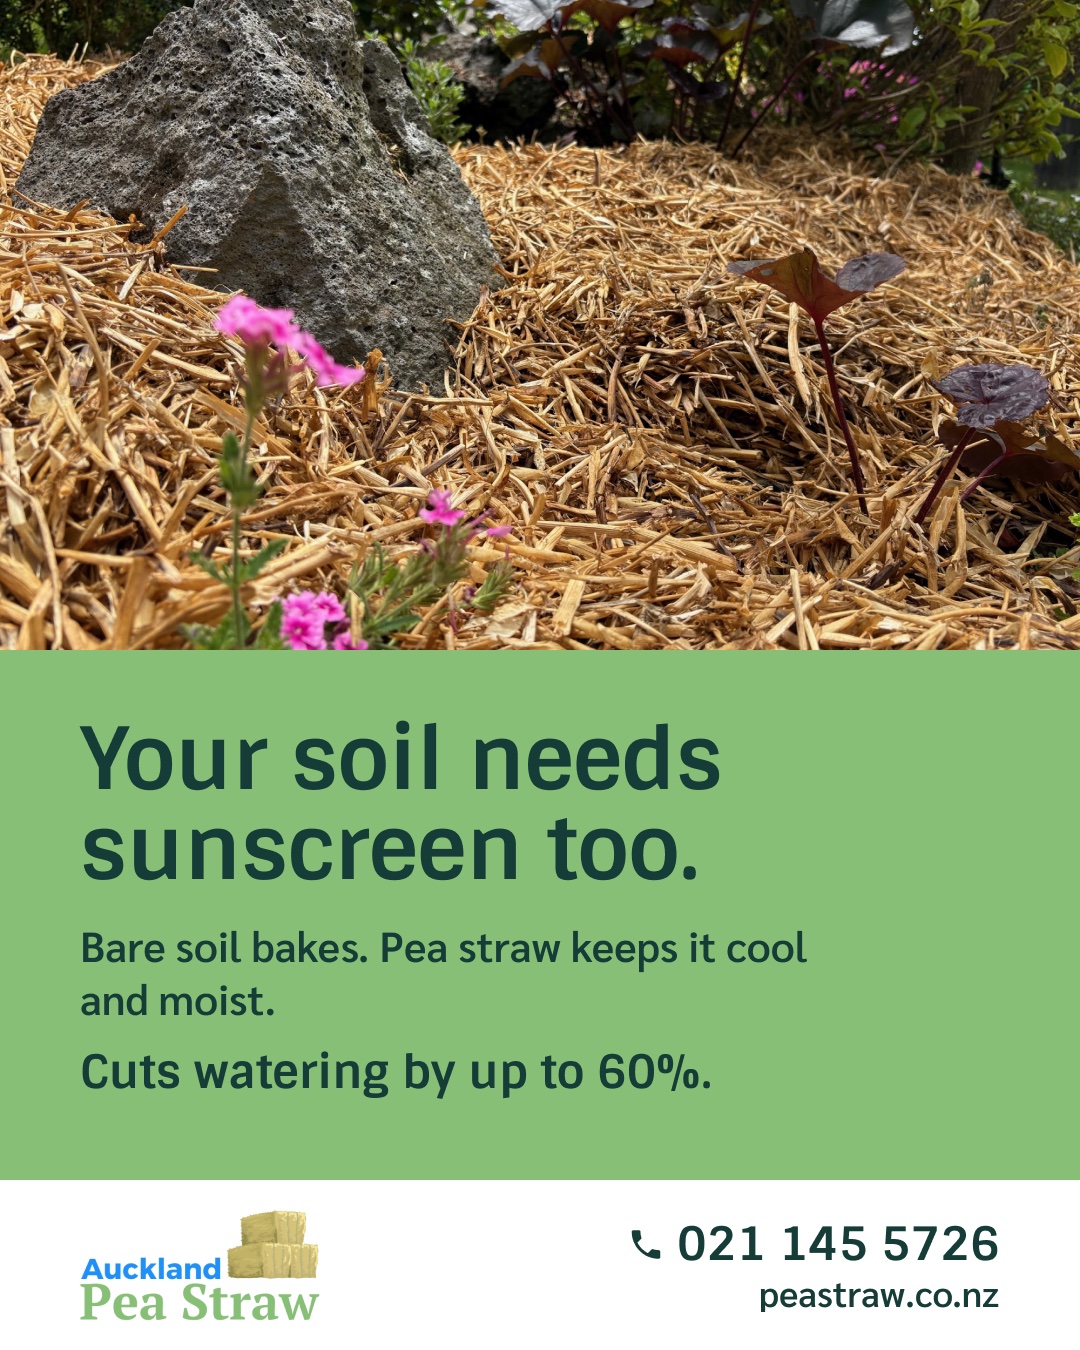 Your soil needs
sunscreen too.
Bare soil bakes. Pea straw keeps it cool
and moist.
Cuts watering by up to 60%.
Auckland
Pea Straw
021 145 5726
peastraw.co.nz